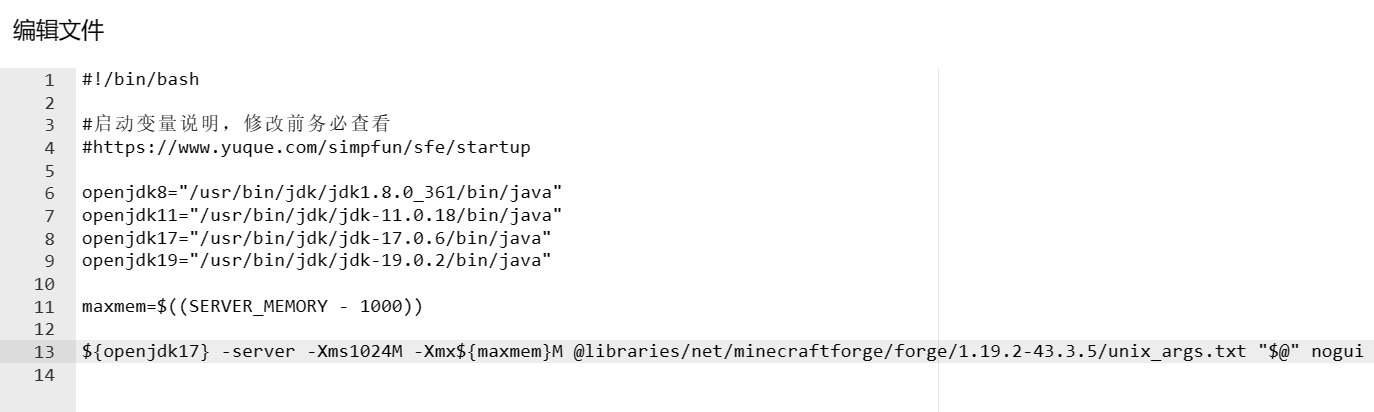 编辑文件
1 #!/bin/bash
2
3 #启动变量说明，修改前务必查看
4 #https://www.yuque.com/simpfun/sfe/startup
5
6 openjdk8="/usr/bin/jdk/jdk1.8.0_361/bin/java"
7 openjdk11="/usr/bin/jdk/jdk-11.0.18/bin/java"
8 openjdk17="/usr/bin/jdk/jdk-17.0.6/bin/java"
9 openjdk19="/usr/bin/jdk/jdk-19.0.2/bin/java"
10
11 maxmem=$((SERVER_MEMORY - 1000))
12
13 ${openjdk17} -server -Xms1024M -Xmx${maxmem}M @libraries/net/minecraftforge/forge/1.19.2-43.3.5/unix_args.txt "$@" nogui
14